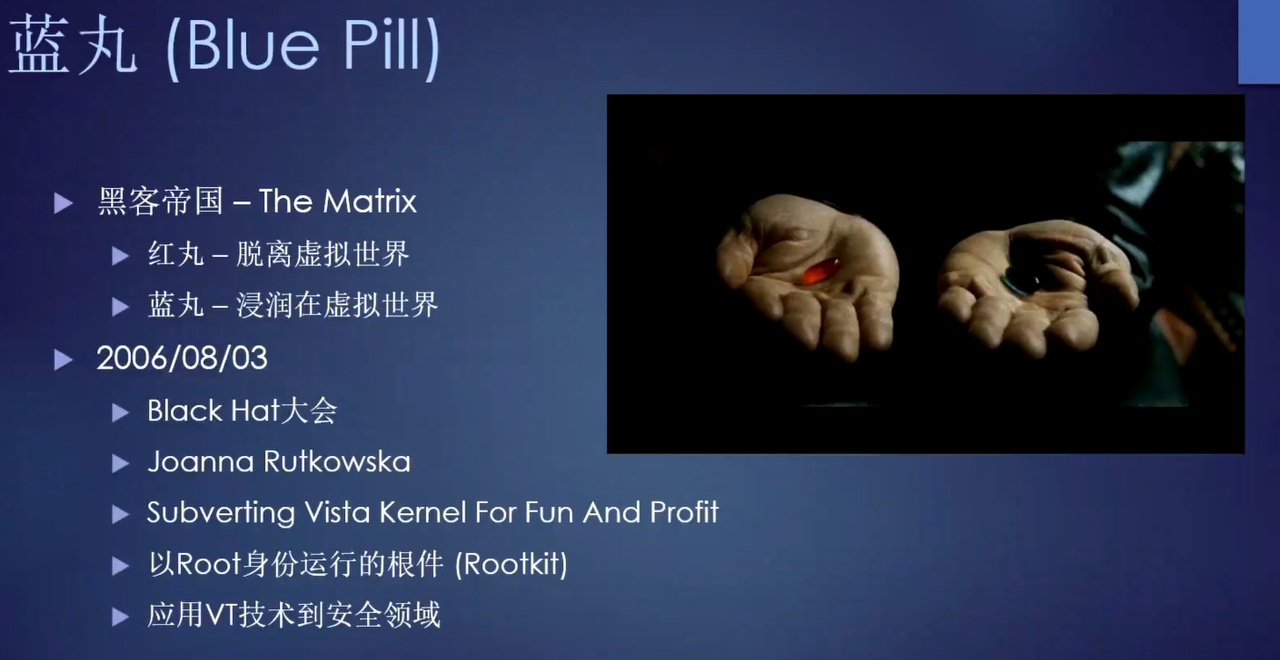 蓝丸 (Blue Pill)
黑客帝国 – The Matrix
红丸 – 脱离虚拟世界
蓝丸 – 浸润在虚拟世界
2006/08/03
Black Hat大会
Joanna Rutkowska
Subverting Vista Kernel For Fun And Profit
以Root身份运行的根件 (Rootkit)
应用VT技术到安全领域